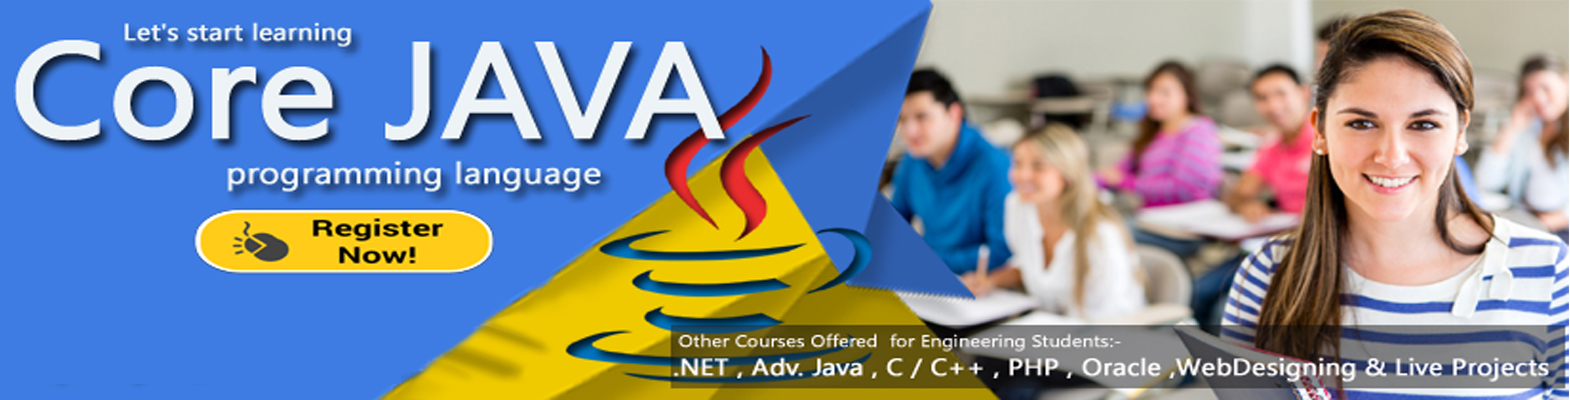 Let's start learning
Core JAVA
programming language
Register
Now!
Other Courses Offered  for Engineering Students:-
.NET , Adv. Java , C / C++ , PHP , Oracle ,WebDesigning & Live Projects